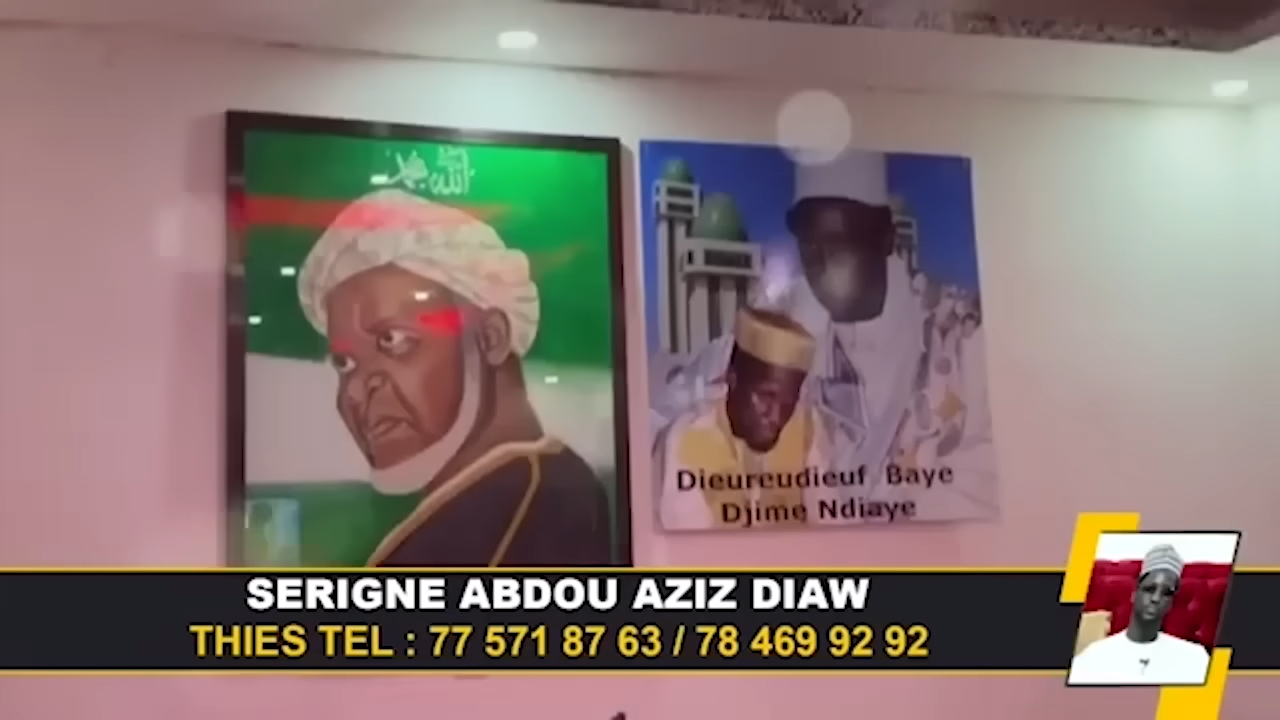 الله محمد
Dieureudieuf Baye
Djime Ndiaye
SERIGNE ABDOU AZIZ DIAW
THIES TEL : 77 571 87 63 / 78 469 92 92